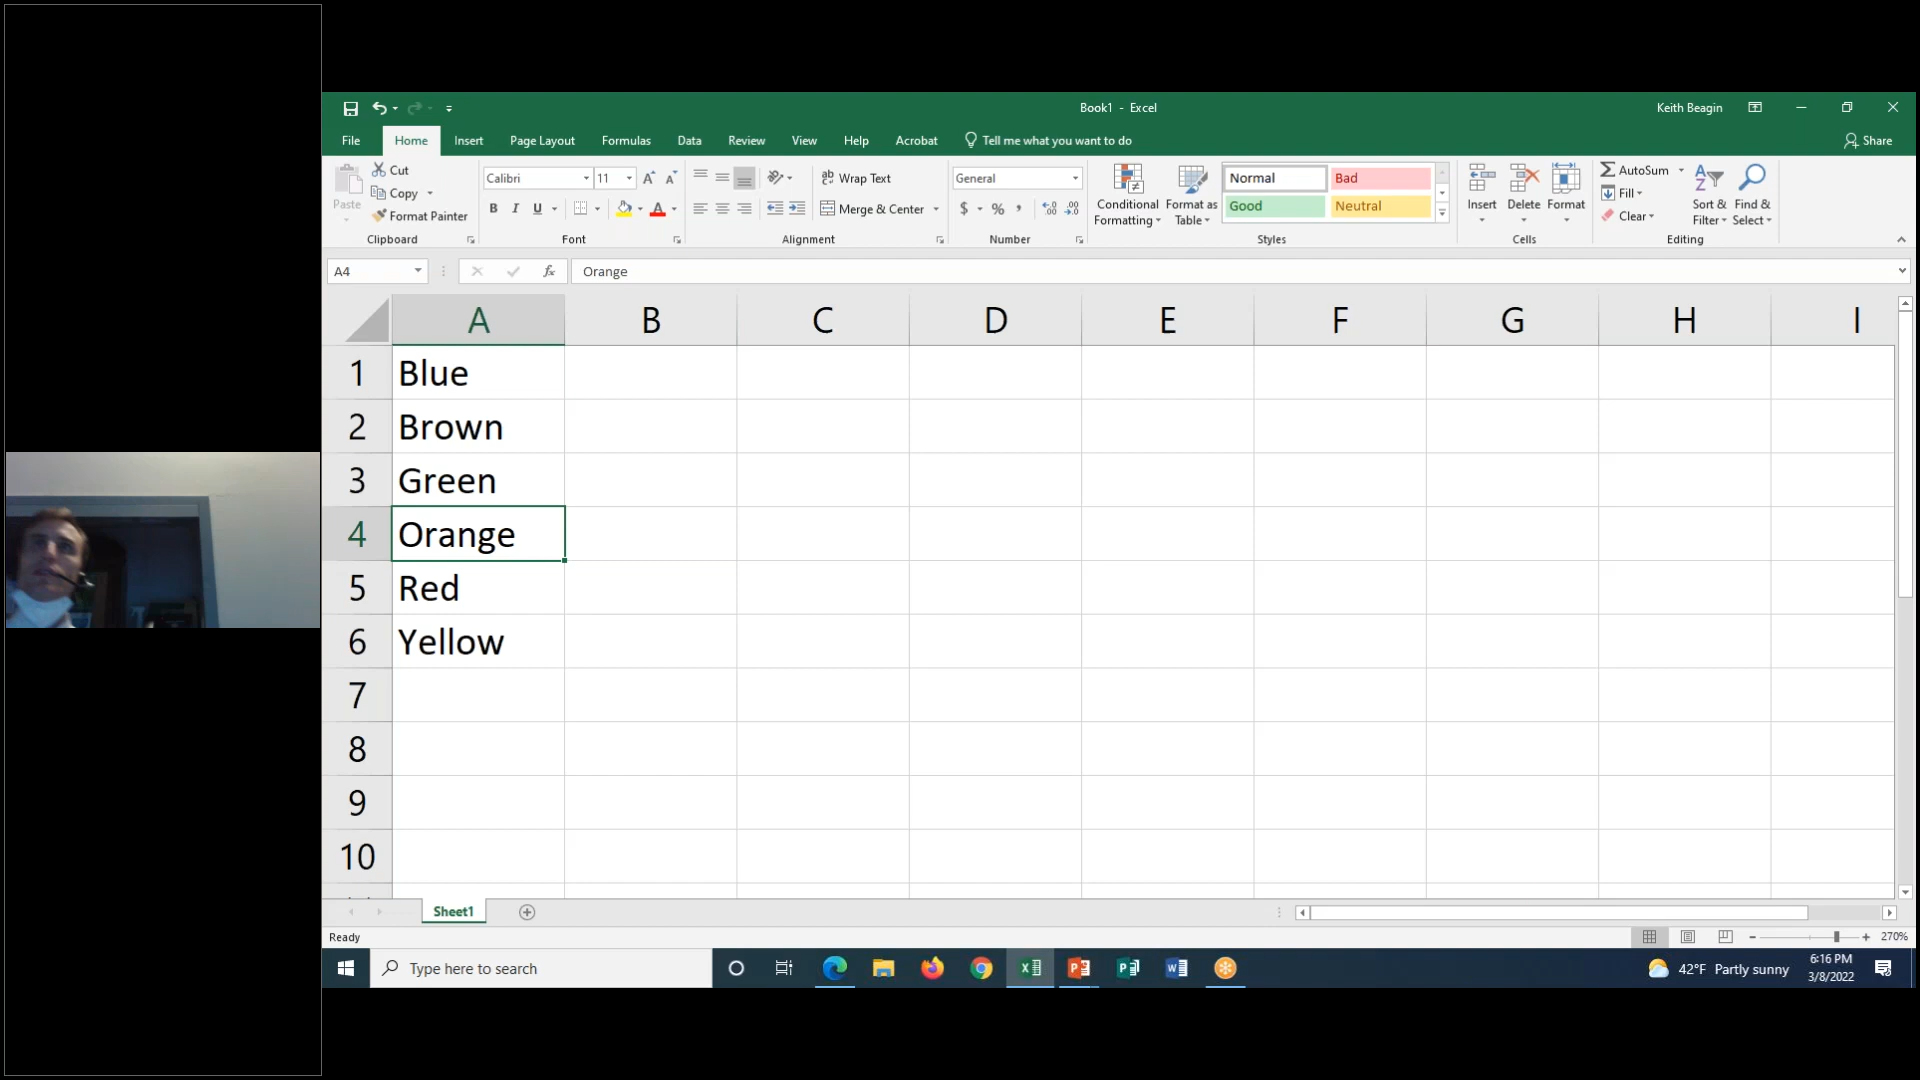 Book1 - Excel
Keith Beagin
File Home Insert Page Layout Formulas Data Review View Help Acrobat Tell me what you want to do
Share
Paste
Cut
Copy
Format Painter
Clipboard
Calibri 11
B I U
Font
Wrap Text
Merge & Center
Alignment
General
$ % ,
Number
Conditional Formatting
Format as Table
Normal Bad
Good Neutral
Styles
Insert Delete Format
Cells
AutoSum
Fill
Clear
Sort & Filter
Find & Select
Editing
A4 fx Orange
A B C D E F G H I
1 Blue
2 Brown
3 Green
4 Orange
5 Red
6 Yellow
7
8
9
10
Sheet1
Ready
270%
Type here to search
42°F Partly sunny
6:16 PM
3/8/2022